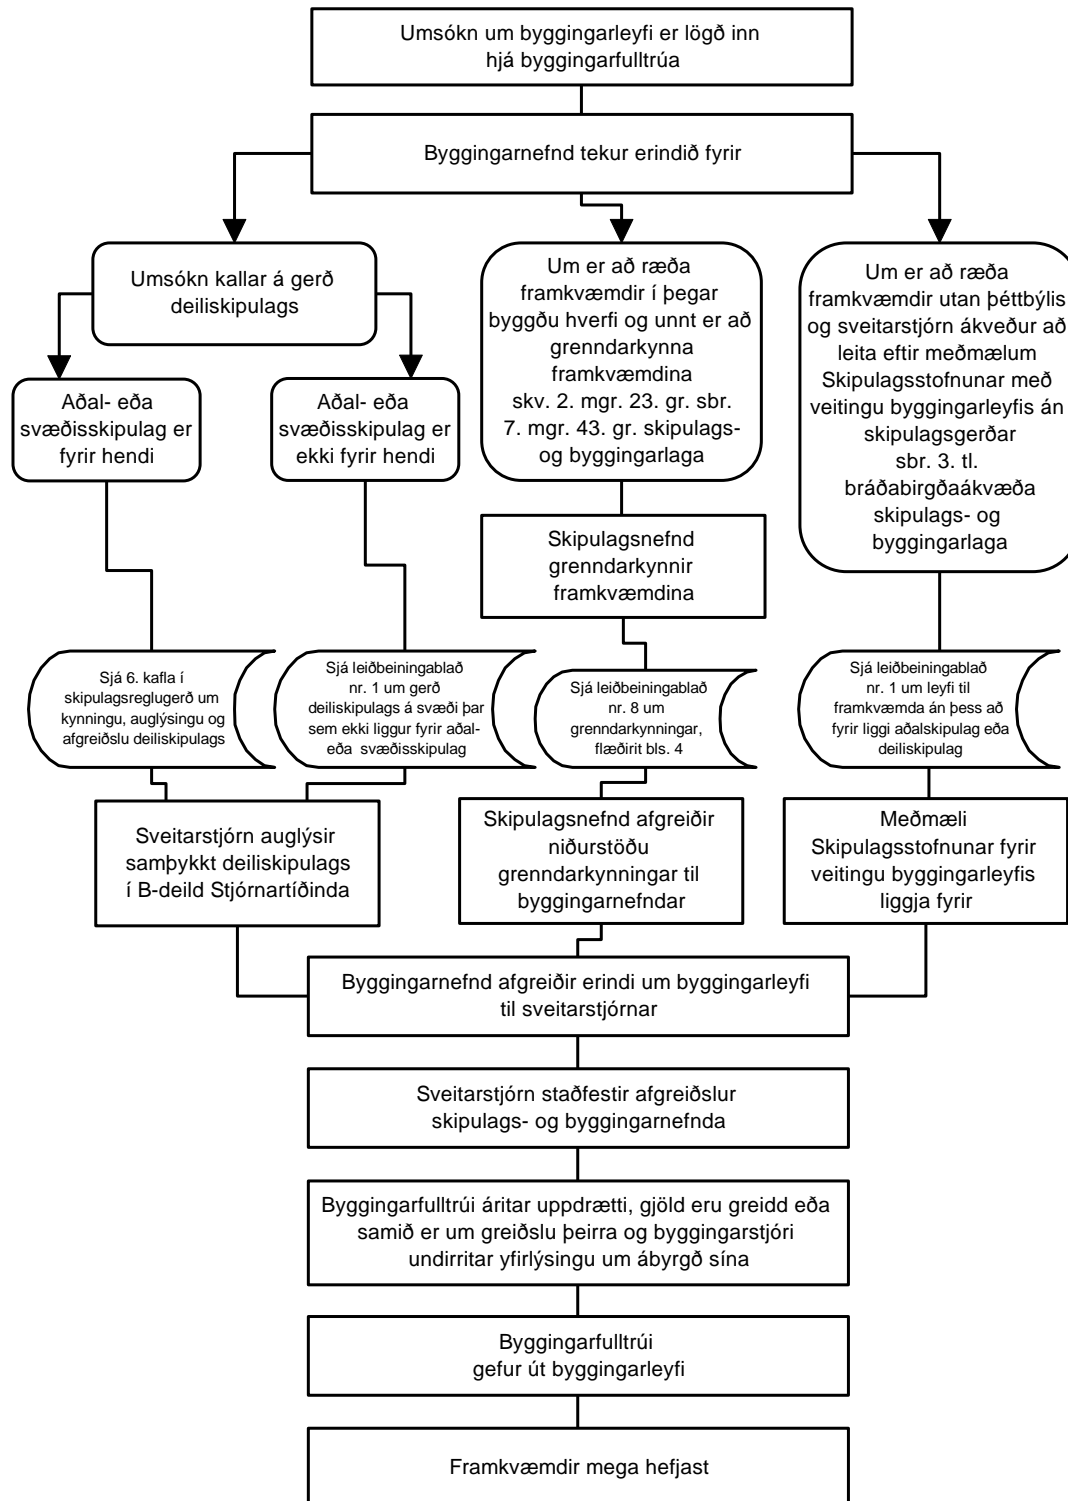 Umsókn um byggingarleyfi er lögð inn
hjá byggingarfulltrúa
Byggingarnefnd tekur erindið fyrir
Umsókn kallar á gerð
deiliskipulags
Aðal- eða
svæðisskipulag er
fyrir hendi
Aðal- eða
svæðisskipulag er
ekki fyrir hendi
Um er að ræða
framkvæmdir í þegar
byggðu hverfi og unnt er að
grenndarkynna
framkvæmdina
skv. 2. mgr. 23. gr. sbr.
7. mgr. 43. gr. skipulags-
og byggingarlaga
Um er að ræða
framkvæmdir utan þéttbýlis
og sveitarstjórn ákveður að
leita eftir meðmælum
Skipulagsstofnunar með
veitingu byggingarleyfis án
skipulagsgerðar
sbr. 3. tl.
bráðabirgðaákvæða
skipulags- og
byggingarlaga
Skipulagsnefnd
grenndarkynnir
framkvæmdina
Sjá 6. kafla í
skipulagsreglugerð um
kynningu, auglýsingu og
afgreiðslu deiliskipulags
Sjá leiðbeiningablað
nr. 1 um gerð
deiliskipulags á svæði þar
sem ekki liggur fyrir aðal-
eða svæðisskipulag
Sjá leiðbeiningablað
nr. 8 um
grenndarkynningar,
flæðirit bls. 4
Sjá leiðbeiningablað
nr. 1 um leyfi til
framkvæmda án þess að
fyrir liggi aðalskipulag eða
deiliskipulag
Sveitarstjórn auglýsir
samþykkt deiliskipulags
í B-deild Stjórnartíðinda
Skipulagsnefnd afgreiðir
niðurstöðu
grenndarkynningar til
byggingarnefndar
Meðmæli
Skipulagsstofnunar fyrir
veitingu byggingarleyfis
liggja fyrir
Byggingarnefnd afgreiðir erindi um byggingarleyfi
til sveitarstjórnar
Sveitarstjórn staðfestir afgreiðslur
skipulags- og byggingarnefnda
Byggingarfulltrúi áritar uppdrætti, gjöld eru greidd eða
samið er um greiðslu þeirra og byggingarstjóri
undirritar yfirlýsingu um ábyrgð sína
Byggingarfulltrúi
gefur út byggingarleyfi
Framkvæmdir mega hefjast